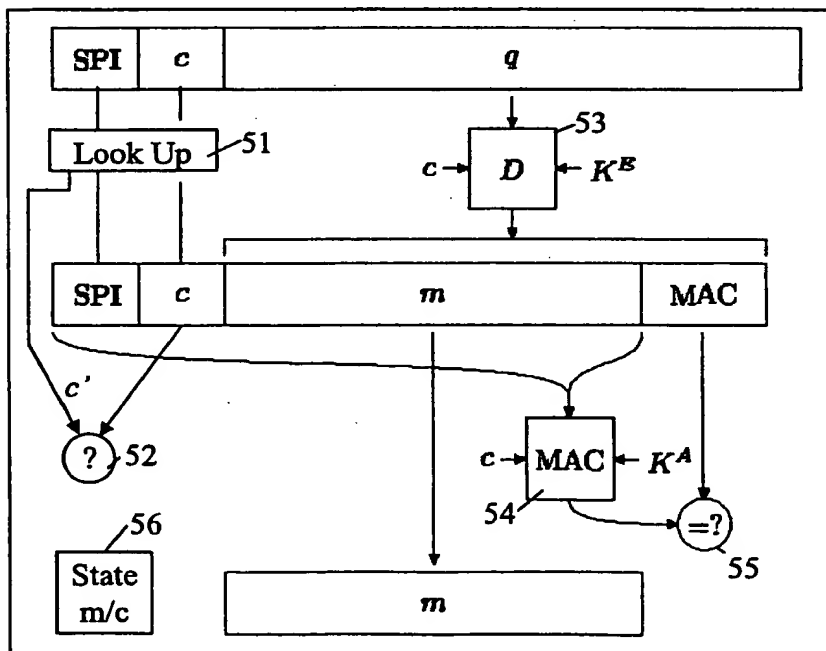 SPI c q
Look Up 51
53
c D K^E
SPI c m MAC
c'
? 52
c MAC K^A
54
=?
55
56
State
m/c
m